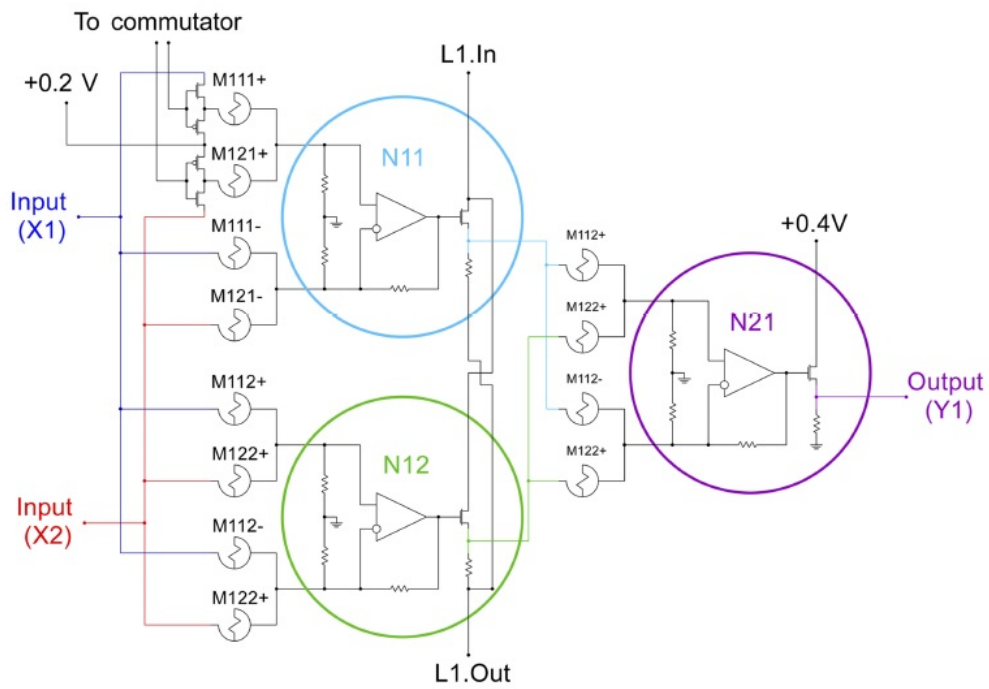 To commutator
L1.In
+0.2 V
M111+
M121+
N11
Input
(X1)
M111-
M121-
+0.4V
M112+
M122+
N21
M112+
M112-
Output
(Y1)
M122+
N12
M122+
Input
(X2)
M112-
M122+
L1.Out